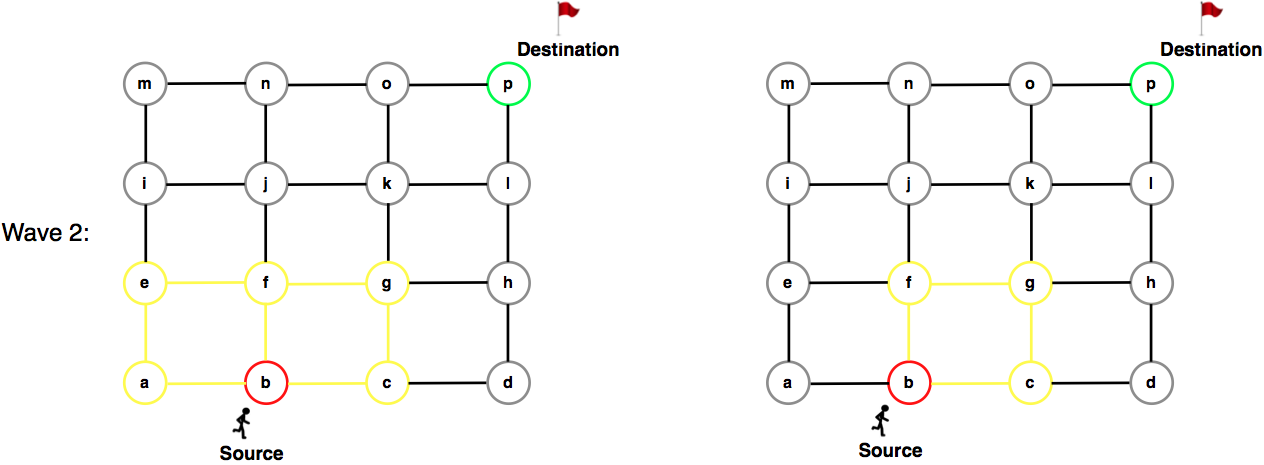 Destination Destination
m n o p m n o p
i j k l i j k l
Wave 2:
e f g h e f g h
a b c d a b c d
Source Source